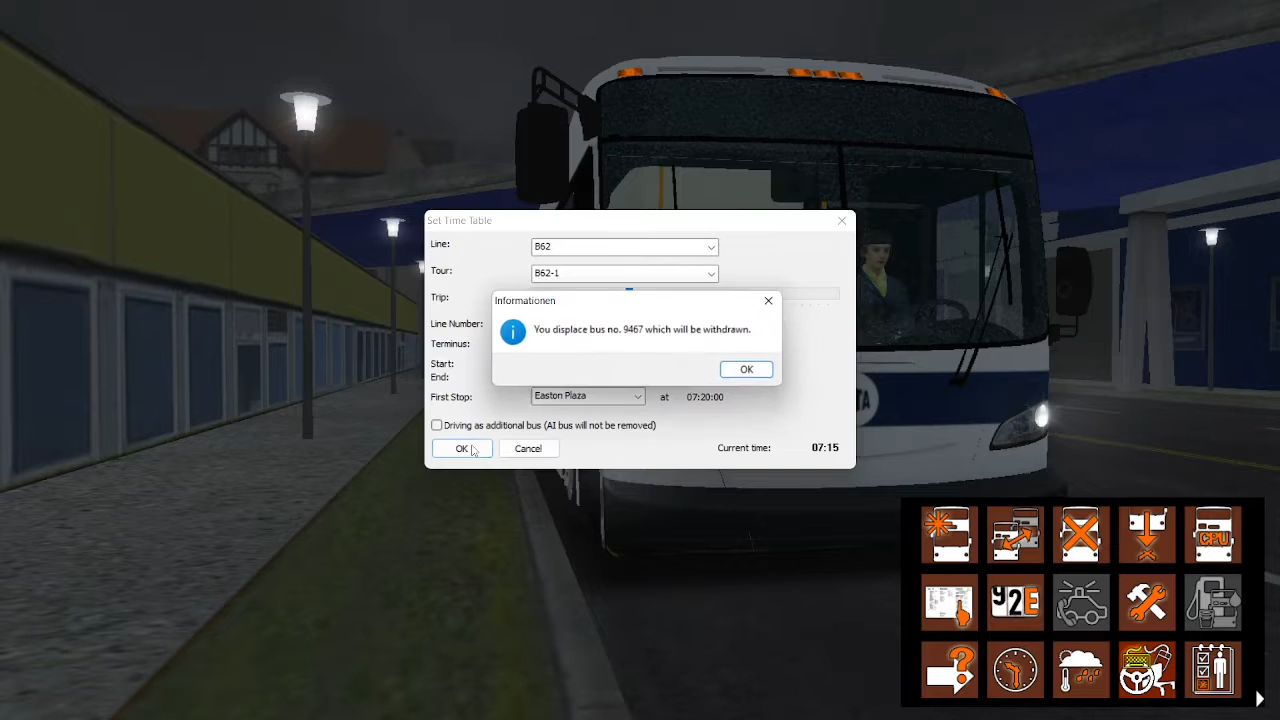 Set Time Table
Line: B62
Tour: B62-1
Trip:
Informationen
You displace bus no. 9467 which will be withdrawn.
OK
Line Number:
Terminus:
Start:
End:
First Stop: Easton Plaza at 07:20:00
Driving as additional bus (AI bus will not be removed)
OK Cancel Current time: 07:15
TA
CPU
92E